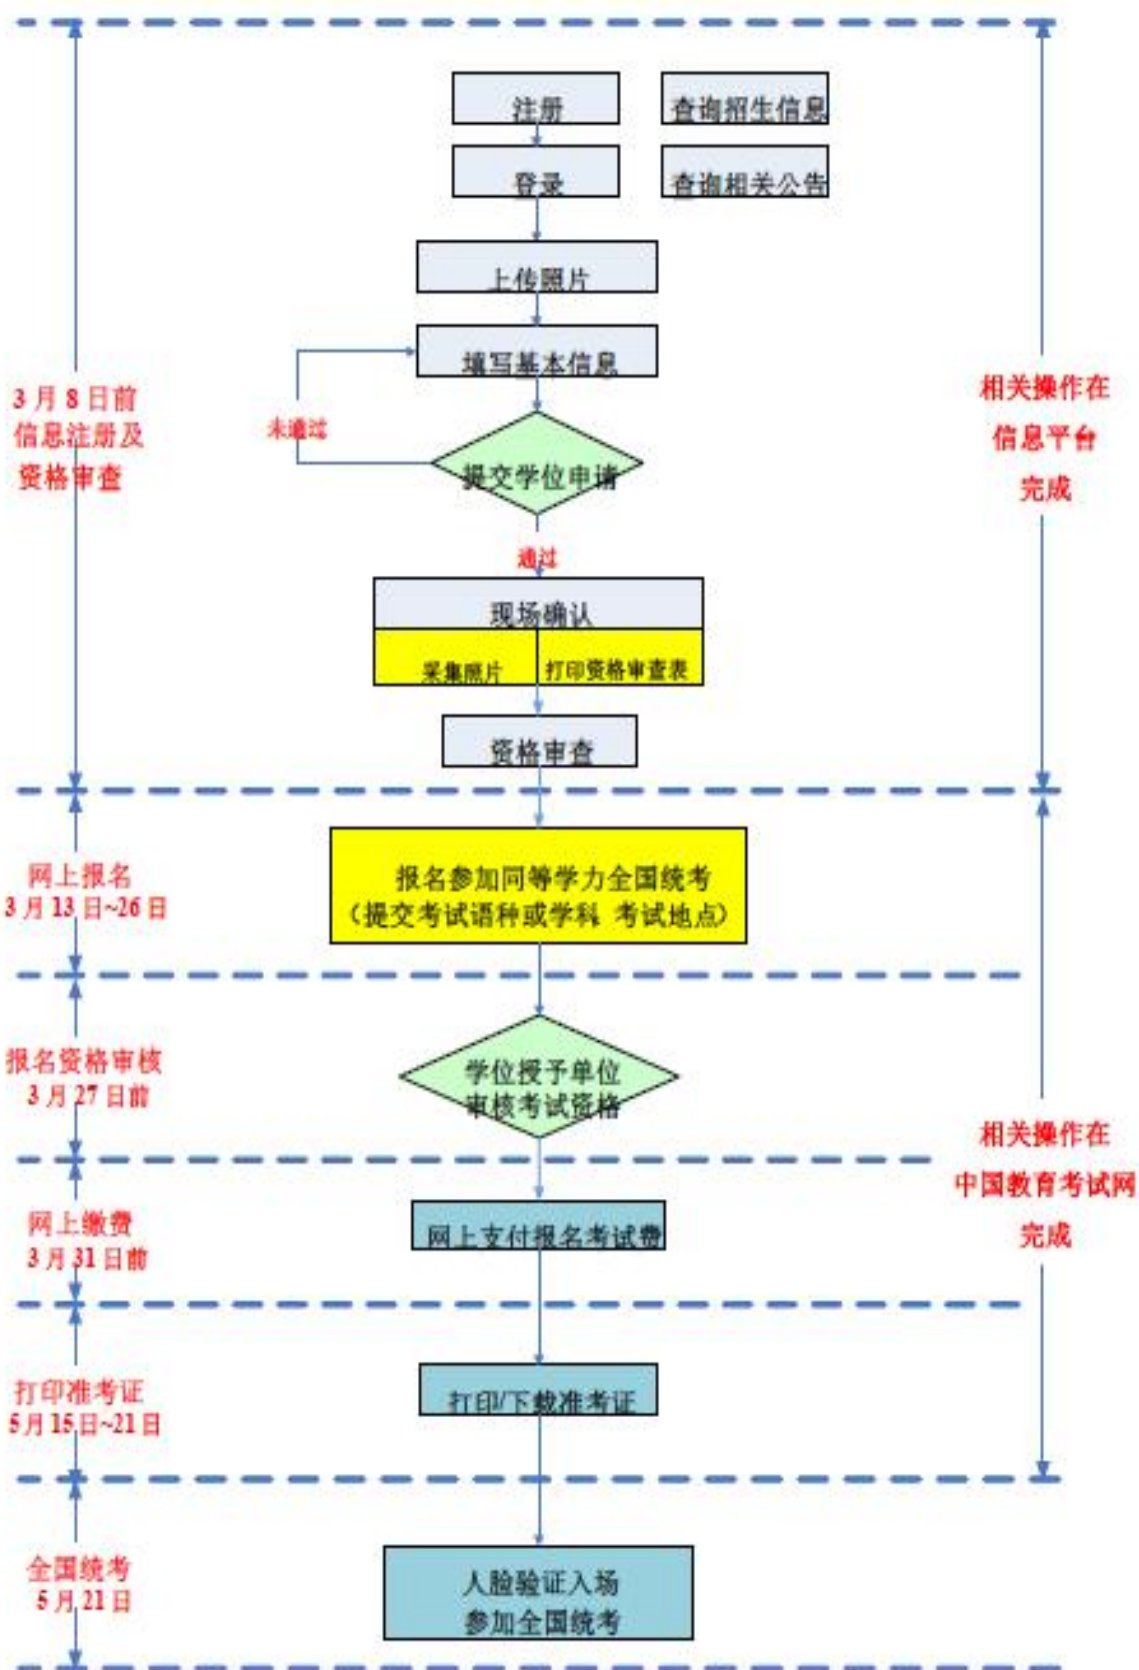 注册
查询招生信息
登录
查询相关公告
上传照片
填写基本信息
3月8日前
信息注册及
资格审查
未通过
提交学位申请
相关操作在
信息平台
完成
通过
现场确认
采集照片
打印资格审查表
资格审查
网上报名
3月13日~26日
报名参加同等学力全国统考
(提交考试语种或学科、考试地点)
报名资格审核
3月27日前
学位授予单位
审核考试资格
相关操作在
中国教育考试网
完成
网上缴费
3月31日前
网上支付报名考试费
打印准考证
5月15日~21日
打印/下载准考证
全国统考
5月21日
人脸验证入场
参加全国统考